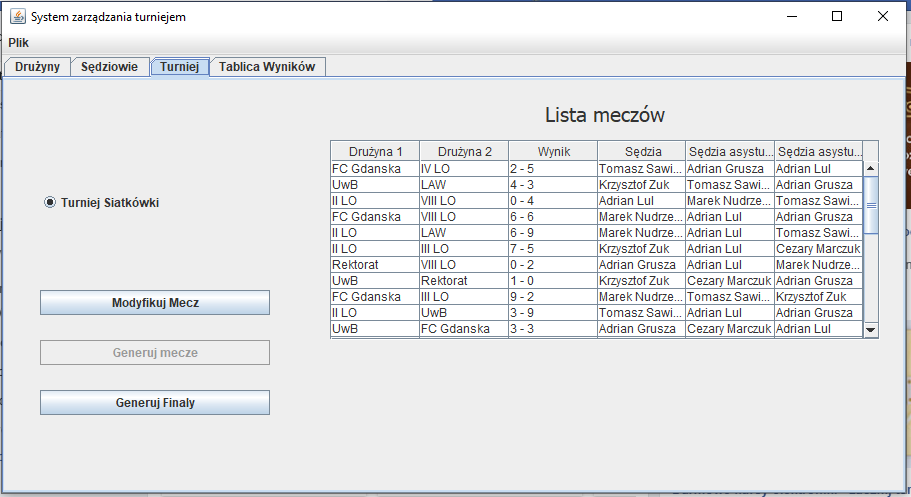 System zarządzania turniejem
Plik
Drużyny Sędziowie Turniej Tablica Wyników
Lista meczów
Turniej Siatkówki
Modyfikuj Mecz
Generuj mecze
Generuj Finaly
Drużyna 1 Drużyna 2 Wynik Sędzia Sędzia asystu... Sędzia asystu...
FC Gdanska IV LO 2 - 5 Tomasz Sawi... Adrian Grusza Adrian Lul
UwB LAW 4 - 3 Krzysztof Zuk Tomasz Sawi... Adrian Grusza
II LO VIII LO 0 - 4 Adrian Lul Marek Nudrze... Tomasz Sawi...
FC Gdanska VIII LO 6 - 6 Marek Nudrze... Adrian Lul Adrian Grusza
II LO LAW 6 - 9 Marek Nudrze... Adrian Lul Tomasz Sawi...
II LO III LO 7 - 5 Krzysztof Zuk Adrian Lul Cezary Marczuk
Rektorat VIII LO 0 - 2 Adrian Grusza Adrian Lul Marek Nudrze...
UwB Rektorat 1 - 0 Krzysztof Zuk Cezary Marczuk Adrian Grusza
FC Gdanska III LO 9 - 2 Marek Nudrze... Tomasz Sawi... Krzysztof Zuk
II LO UwB 3 - 9 Tomasz Sawi... Adrian Lul Adrian Grusza
UwB FC Gdanska 3 - 3 Adrian Grusza Cezary Marczuk Adrian Lul